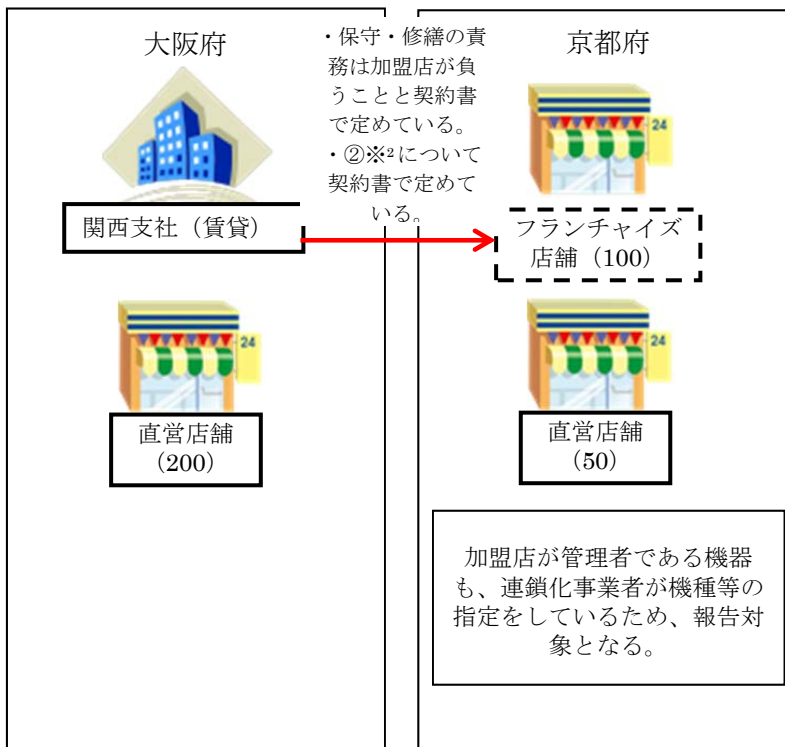 大阪府
関西支社（賃貸）
24
直営店舗
（200）
・保守・修繕の責
務は加盟店が負
うことと契約書
で定めている。
・②※²について
契約書で定めて
いる。
京都府
24
フランチャイズ
店舗（100）
24
直営店舗
（50）
加盟店が管理者である機器
も、連鎖化事業者が機種等の
指定をしているため、報告対
象となる。